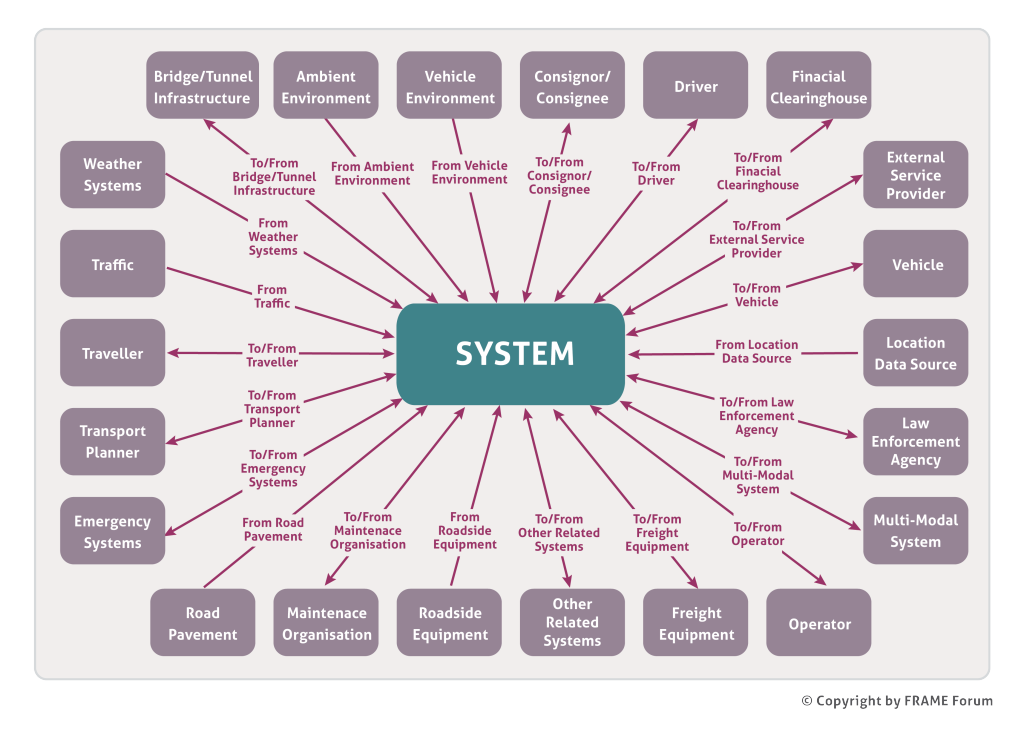 Bridge/Tunnel
Infrastructure
Ambient
Environment
Vehicle
Environment
Consignor/
Consignee
Driver
Finacial
Clearinghouse
Weather
Systems
To/From
Bridge/Tunnel
Infrastructure
From Ambient
Environment
From Vehicle
Environment
To/From
Consignor/
Consignee
To/From
Driver
To/From
Finacial
Clearinghouse
External
Service
Provider
From
Weather
Systems
To/From
External Service
Provider
Traffic
From
Traffic
To/From
Vehicle
Vehicle
Traveller
To/From
Traveller
SYSTEM
From Location
Data Source
Location
Data Source
Transport
Planner
To/From
Transport
Planner
To/From Law
Enforcement
Agency
Law
Enforcement
Agency
To/From
Emergency
Systems
To/From
Multi-Modal
System
Emergency
Systems
From Road
Pavement
To/From
Maintenace
Organisation
From
Roadside
Equipment
To/From
Other Related
Systems
To/From
Freight
Equipment
To/From
Operator
Multi-Modal
System
Road
Pavement
Maintenace
Organisation
Roadside
Equipment
Other
Related
Systems
Freight
Equipment
Operator
© Copyright by FRAME Forum